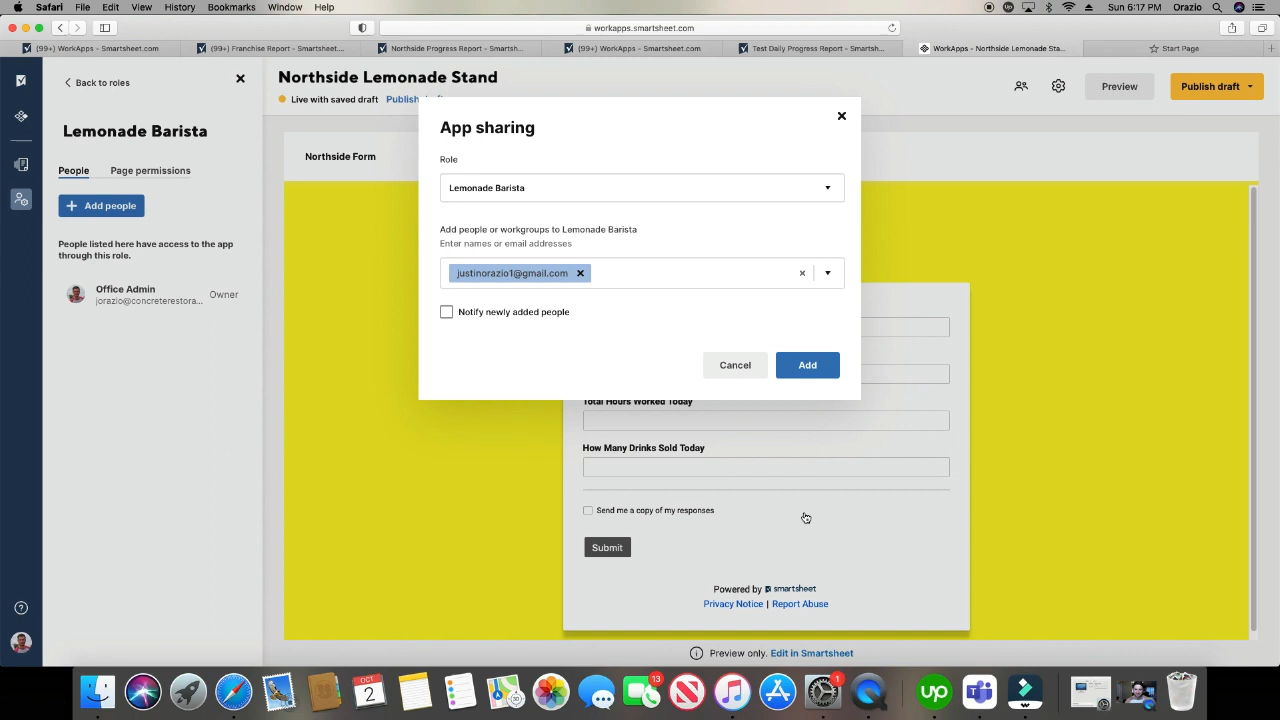 Safari File Edit View History Bookmarks Window Help
Sun 6:17 PM Orazio
workapps.smartsheet.com
(99+) WorkApps - Smartsheet.com
(99+) Franchise Report - Smartsheet....
Northside Progress Report - Smartsh...
(99+) WorkApps - Smartsheet.com
Test Daily Progress Report - Smartsh...
WorkApps - Northside Lemonade Sta...
Start Page
Back to roles
Lemonade Barista
People
Page permissions
Add people
People listed here have access to the app
through this role.
Office Admin
jorazio@concreterestora...
Owner
Northside Lemonade Stand
Live with saved draft
Preview
Publish draft
Northside Form
App sharing
Role
Lemonade Barista
Add people or workgroups to Lemonade Barista
Enter names or email addresses
justinorazio1@gmail.com
Notify newly added people
Cancel
Add
Total Hours Worked Today
How Many Drinks Sold Today
Send me a copy of my responses
Submit
Powered by smartsheet
Privacy Notice | Report Abuse
Preview only. Edit in Smartsheet
OCT
2
13
1
up